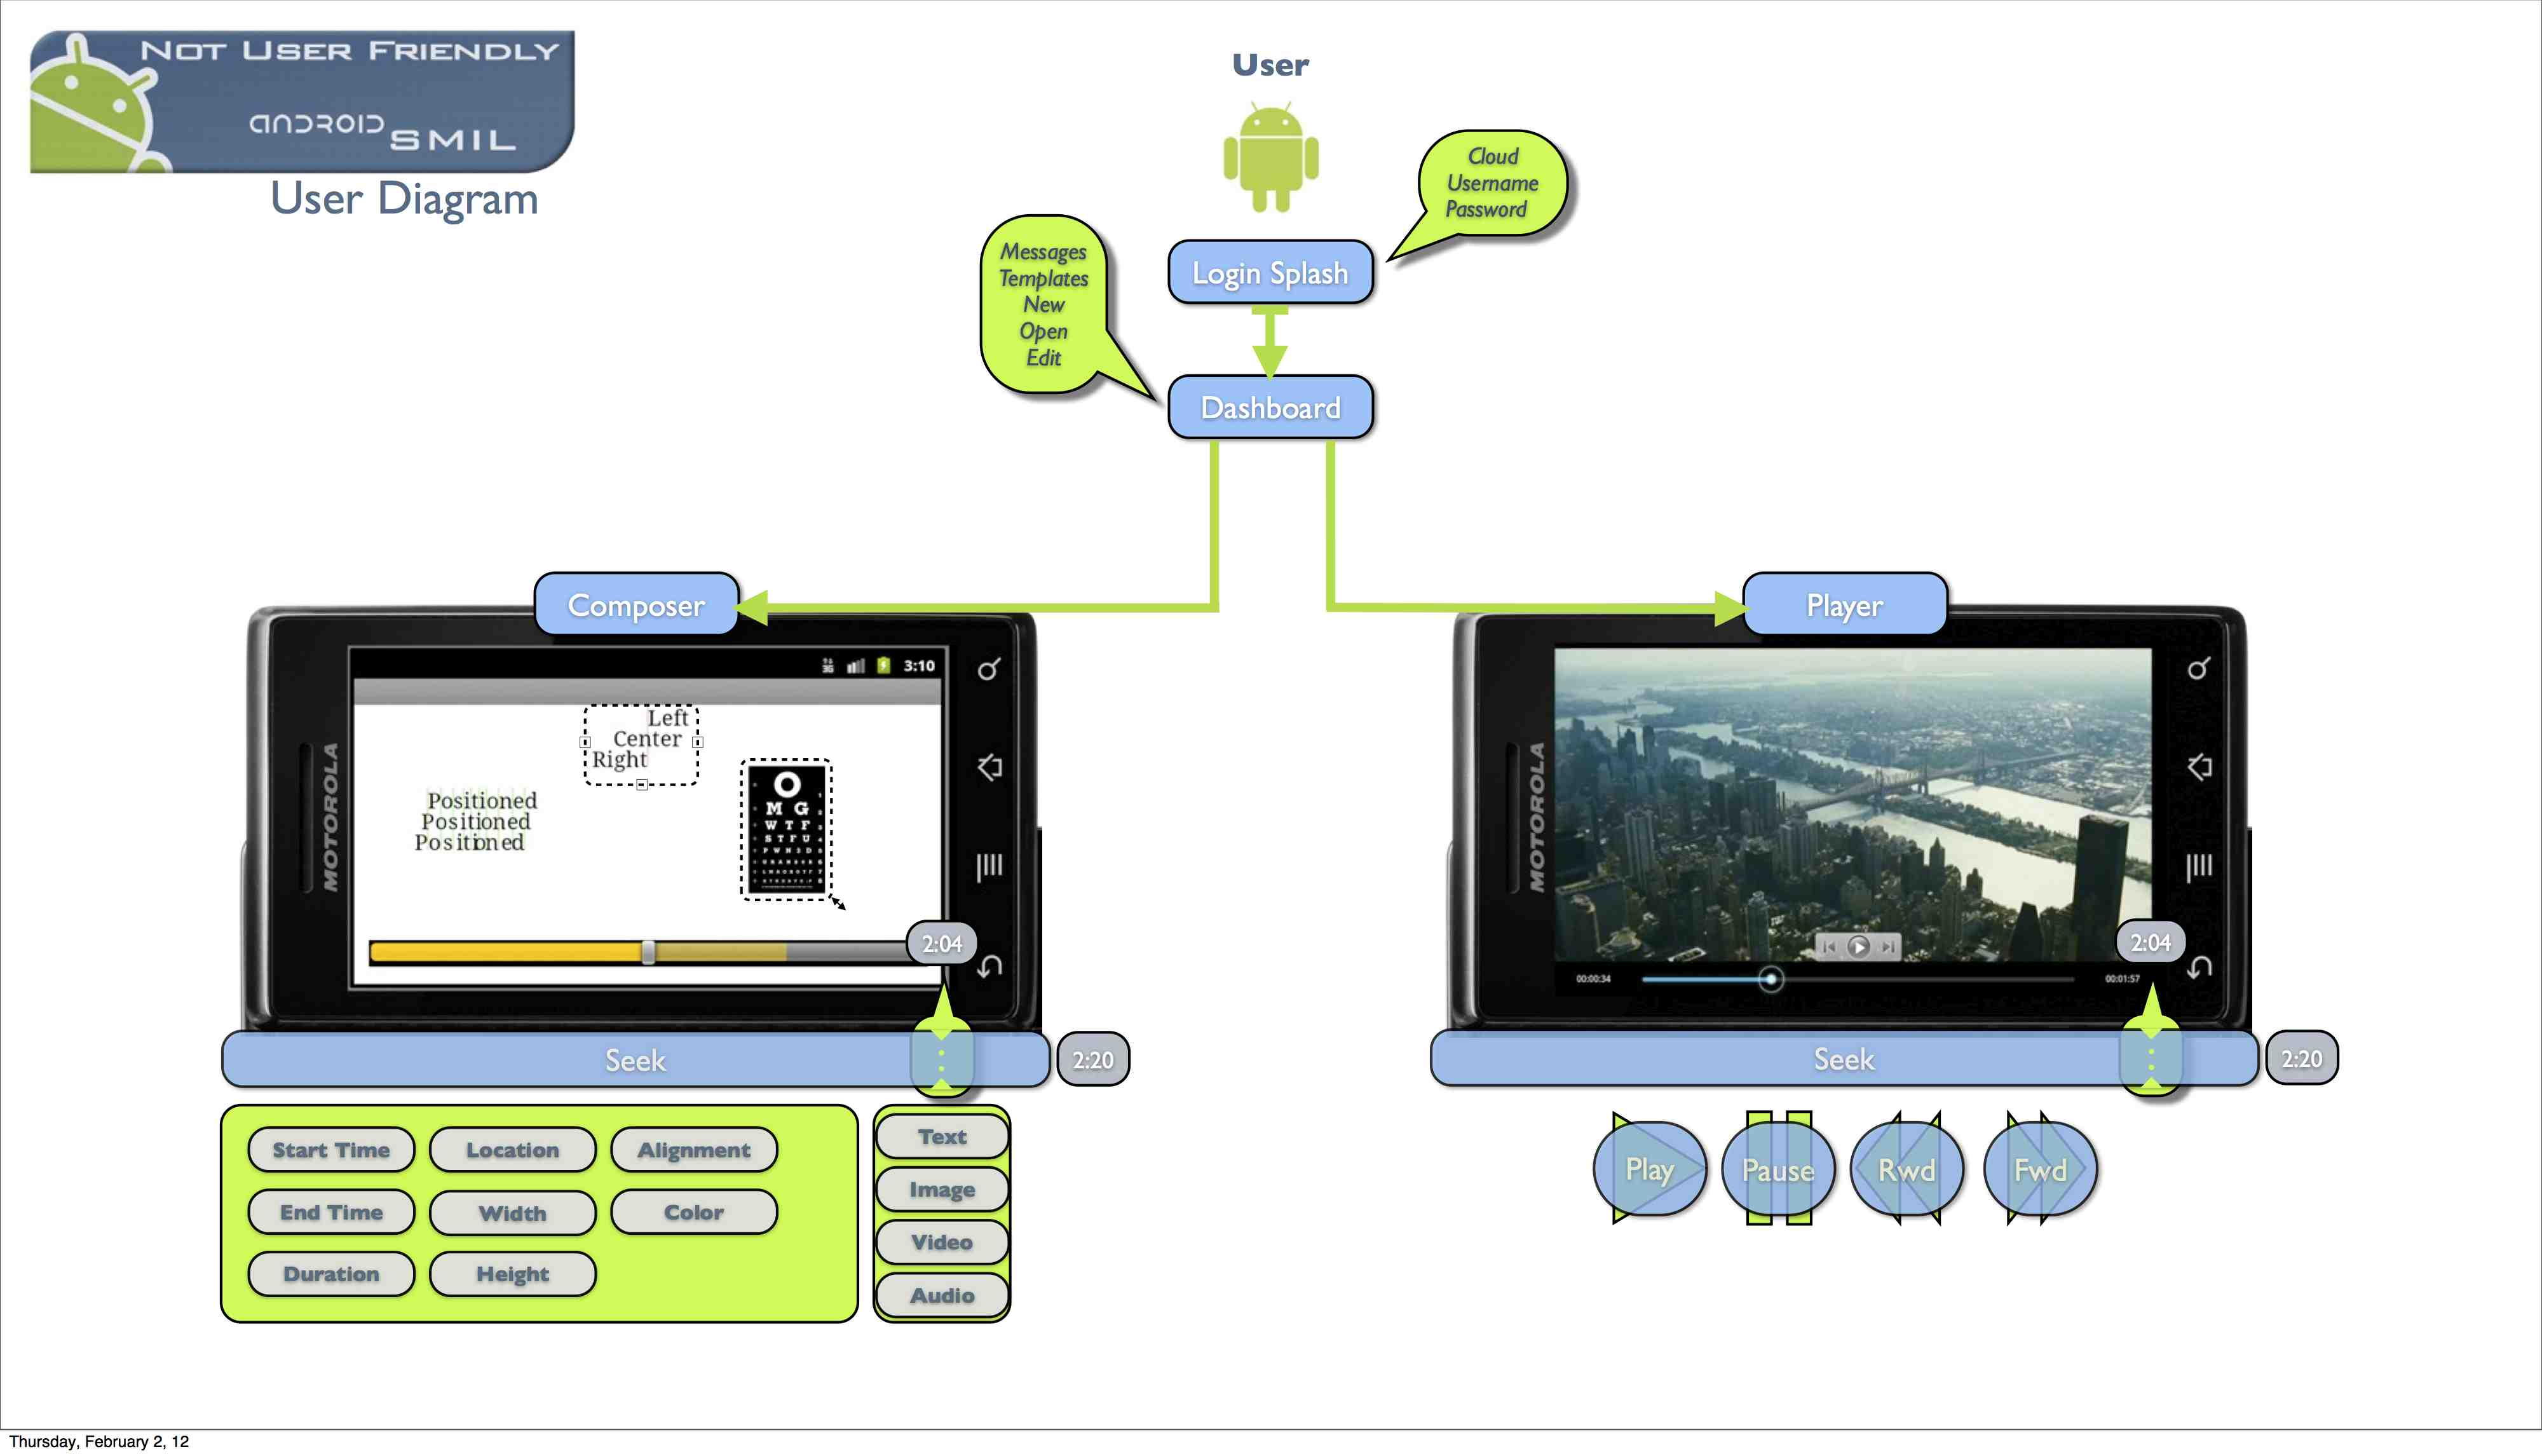 NOT USER FRIENDLY
ANDROID SMIL
User Diagram
User
Cloud
Username
Password
Login Splash
Messages
Templates
New
Open
Edit
Dashboard
Composer
Player
MOTOROLA
3G
3:10
Left
Center
Right
Positioned
Positioned
Positioned
O
M G
W T F
2:04
Seek
2:20
Start Time
Location
Alignment
End Time
Width
Color
Duration
Height
Text
Image
Video
Audio
MOTOROLA
00:00:34
00:01:57
2:04
Seek
2:20
Play
Pause
Rwd
Fwd
Thursday, February 2, 12